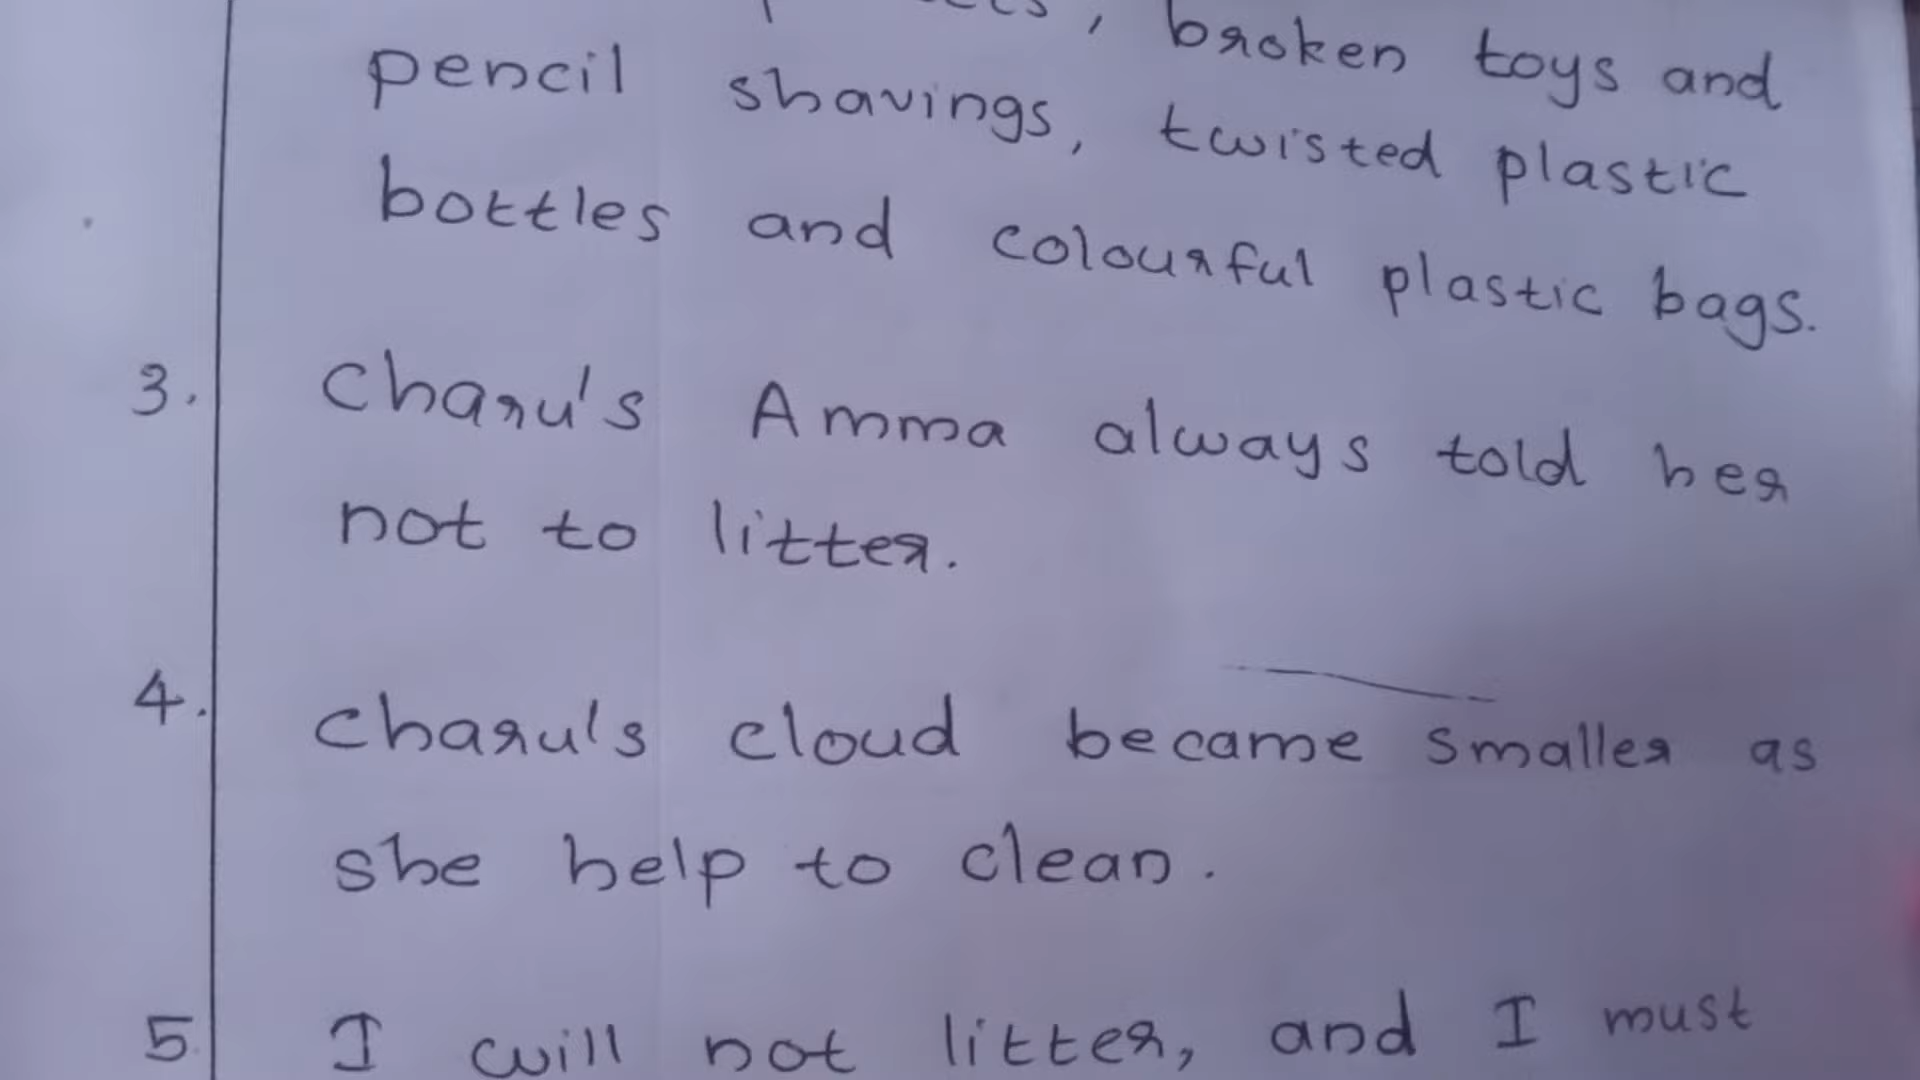 , broken toys and
pencil shavings, twisted plastic
bottles and colourful plastic bags.
3. Charu's Amma always told her
not to litter.
4. Charu's cloud became smaller as
she help to clean.
5. I will not litter, and I must